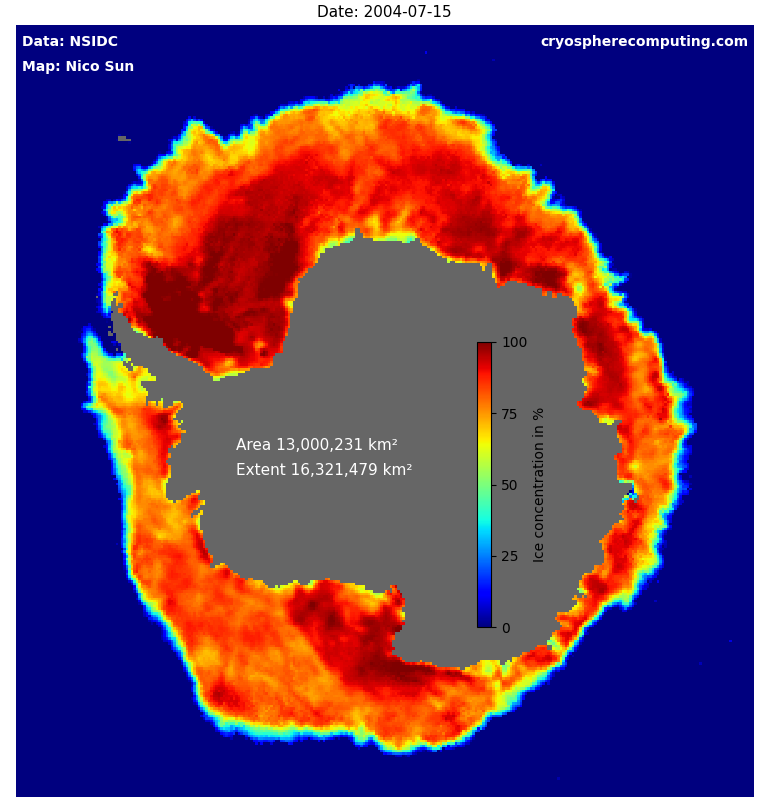 Date: 2004-07-15
Data: NSIDC
cryospherecomputing.com
Map: Nico Sun
100
75
50
25
0
Ice concentration in %
Area 13,000,231 km²
Extent 16,321,479 km²